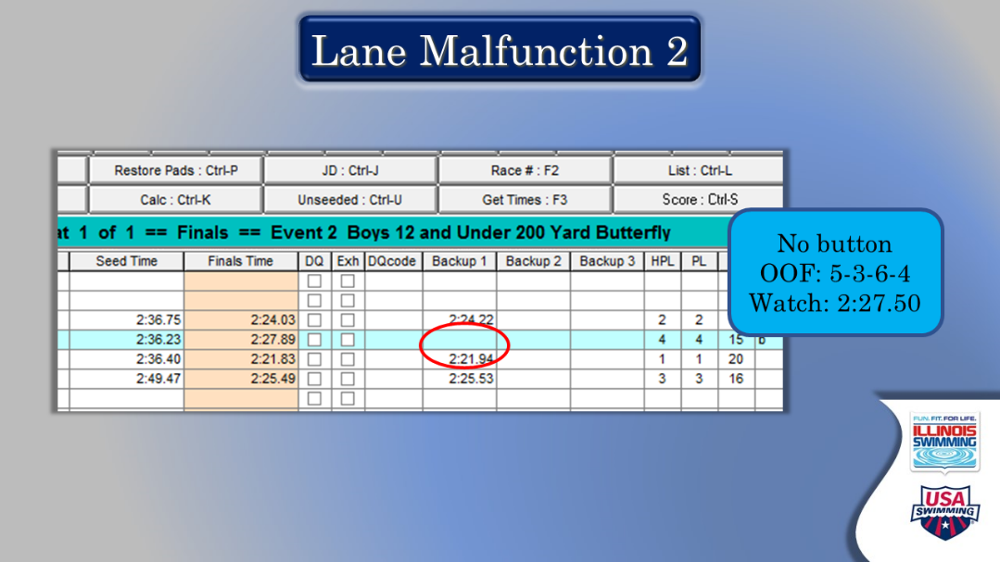 Lane Malfunction 2
Restore Pads : Ctrl-P JD : Ctrl-J Race # : F2 List : Ctrl-L
Calc : Ctrl-K Unseeded : Ctrl-U Get Times : F3 Score : Ctrl-S
at 1 of 1 == Finals == Event 2 Boys 12 and Under 200 Yard Butterfly
Seed Time Finals Time DQ Exh DQcode Backup 1 Backup 2 Backup 3 HPL PL
2:36.75 2:24.03 2:24.22 2 2
2:36.23 2:27.89 4 4 15 b
2:36.40 2:21.83 2:21.94 1 1 20
2:49.47 2:25.49 2:25.53 3 3 16
No button
OOF: 5-3-6-4
Watch: 2:27.50
FUN. FIT. FOR LIFE.
ILLINOIS
SWIMMING
USA
SWIMMING